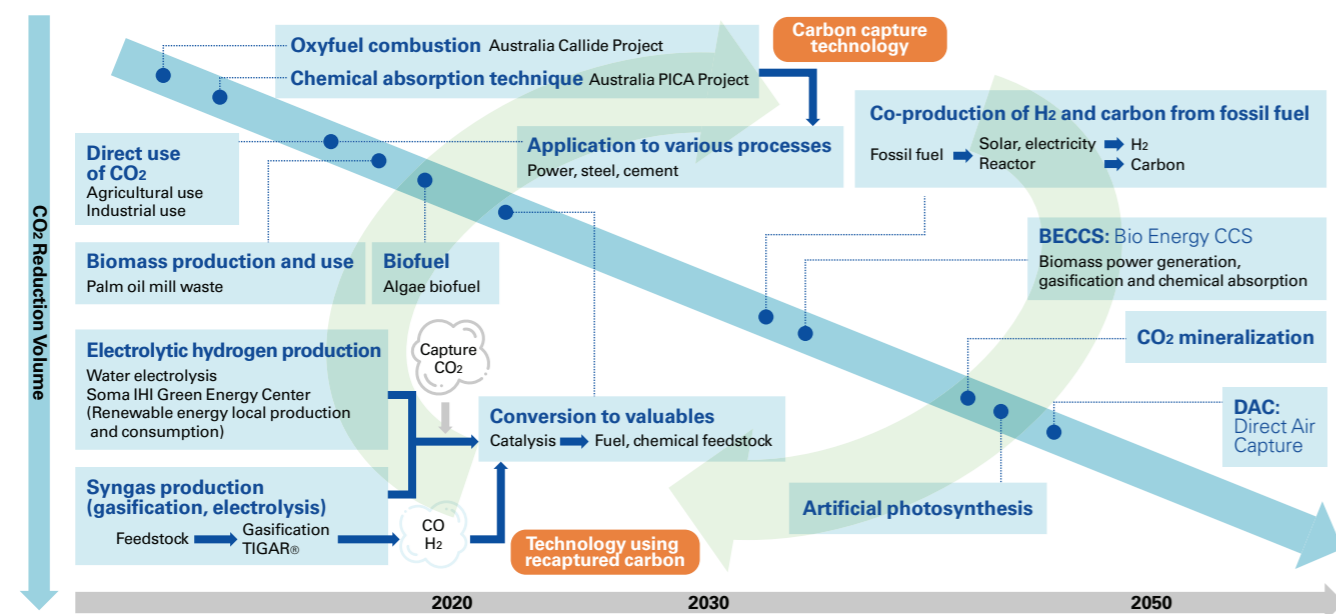 CO2 Reduction Volume
Oxyfuel combustion Australia Callide Project
Chemical absorption technique Australia PICA Project
Carbon capture
technology
Direct use
of CO2
Agricultural use
Industrial use
Application to various processes
Power, steel, cement
Co-production of H2 and carbon from fossil fuel
Fossil fuel
Solar, electricity
Reactor
H2
Carbon
Biomass production and use
Palm oil mill waste
Biofuel
Algae biofuel
BECCS: Bio Energy CCS
Biomass power generation,
gasification and chemical absorption
CO2 mineralization
Electrolytic hydrogen production
Water electrolysis
Soma IHI Green Energy Center
(Renewable energy local production
and consumption)
Capture
CO2
Conversion to valuables
Catalysis
Fuel, chemical feedstock
DAC:
Direct Air
Capture
Syngas production
(gasification, electrolysis)
Feedstock
Gasification
TIGAR®
CO
H2
Artificial photosynthesis
Technology using
recaptured carbon
2020
2030
2050